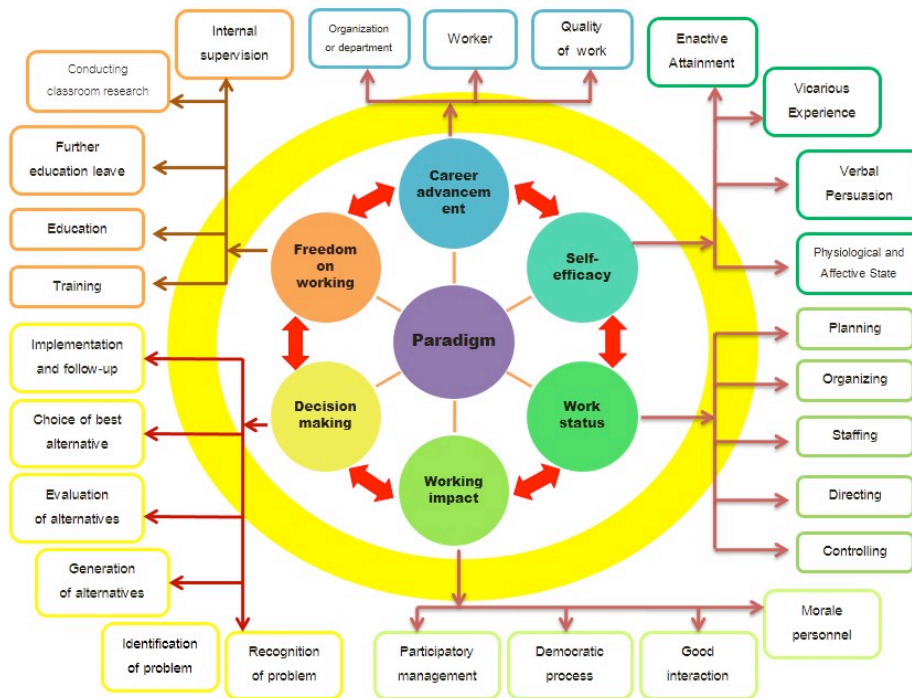 Internal
supervision
Organization
or department
Worker
Quality
of work
Enactive
Attainment
Conducting
classroom research
Vicarious
Experience
Further
education leave
Verbal
Persuasion
Education
Physiological and
Affective State
Training
Career
advancem
ent
Freedom
on
working
Self-
efficacy
Paradigm
Decision
making
Work
status
Working
impact
Implementation
and follow-up
Choice of best
alternative
Evaluation
of alternatives
Generation
of alternatives
Identification
of problem
Recognition
of problem
Planning
Organizing
Staffing
Directing
Controlling
Participatory
management
Democratic
process
Good
interaction
Morale
personnel